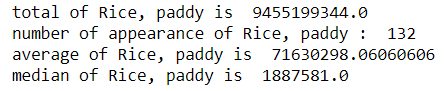 total of Rice, paddy is  9455199344.0
number of appearance of Rice, paddy :  132
average of Rice, paddy is  71630298.06060606
median of Rice, paddy is  1887581.0